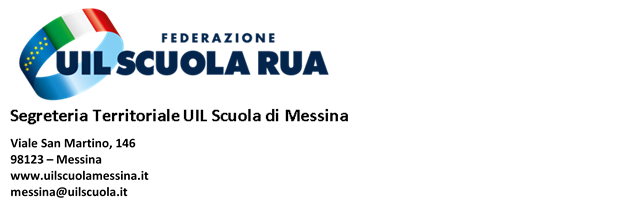 FEDERAZIONE
UIL SCUOLA RUA
Segreteria Territoriale UIL Scuola di Messina
Viale San Martino, 146
98123 – Messina
www.uilscuolamessina.it
messina@uilscuola.it